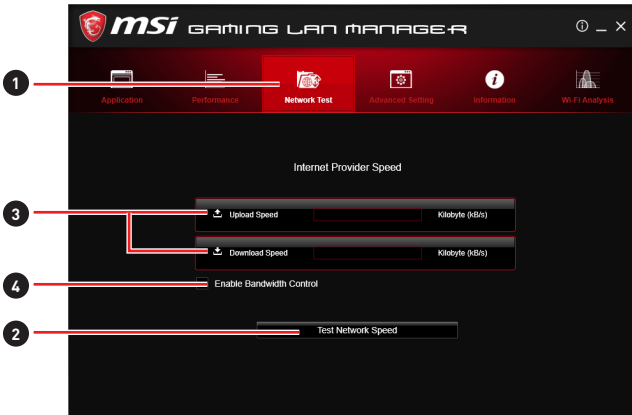 msi GAMING LAN MANAGER
1
Application Performance Network Test Advanced Setting Information Wi-Fi Analysis
Internet Provider Speed
3
Upload Speed Kilobyte (kB/s)
Download Speed Kilobyte (kB/s)
4
Enable Bandwidth Control
2
Test Network Speed